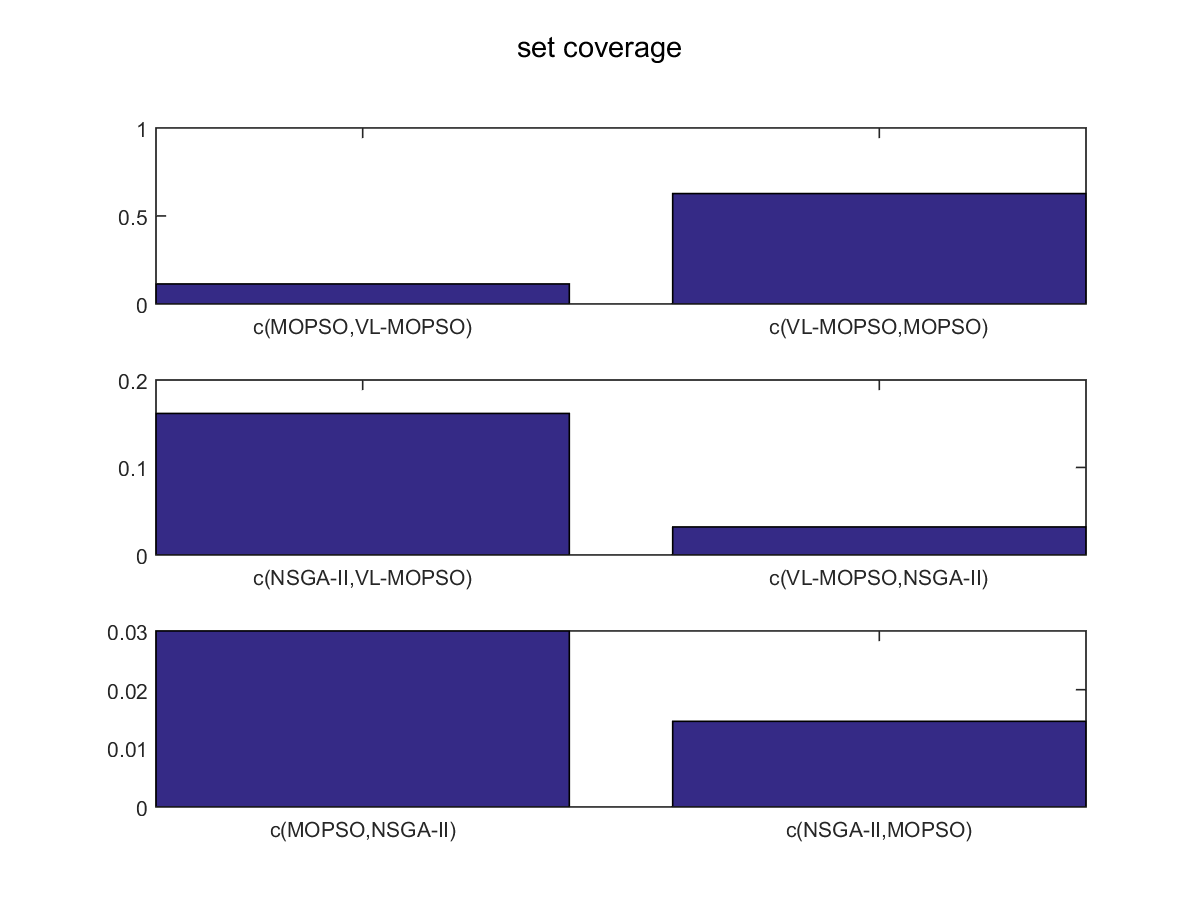 set coverage
1
0.5
0
c(MOPSO,VL-MOPSO) c(VL-MOPSO,MOPSO)
0.2
0.1
0
c(NSGA-II,VL-MOPSO) c(VL-MOPSO,NSGA-II)
0.03
0.02
0.01
0
c(MOPSO,NSGA-II) c(NSGA-II,MOPSO)